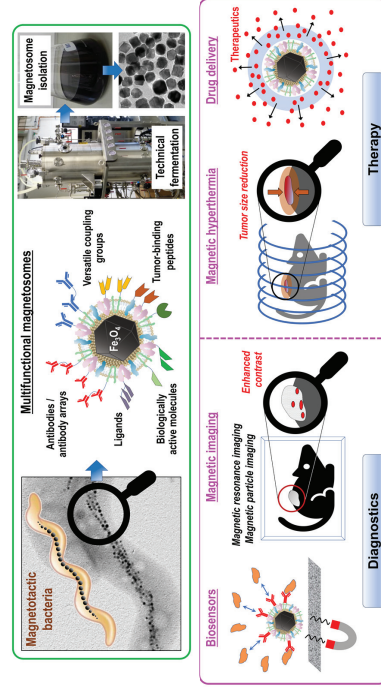 Magnetotactic
bacteria
Multifunctional magnetosomes
Antibodies /
antibody arrays
Versatile coupling
groups
Ligands
Fe3O4
Biologically
active molecules
Tumor-binding
peptides
Technical
fermentation
Magnetosome
isolation
Biosensors
Magnetic imaging
Magnetic resonance imaging
Magnetic particle imaging
Enhanced
contrast
Diagnostics
Magnetic hyperthermia
Tumor size reduction
Drug delivery
Therapeutics
Therapy